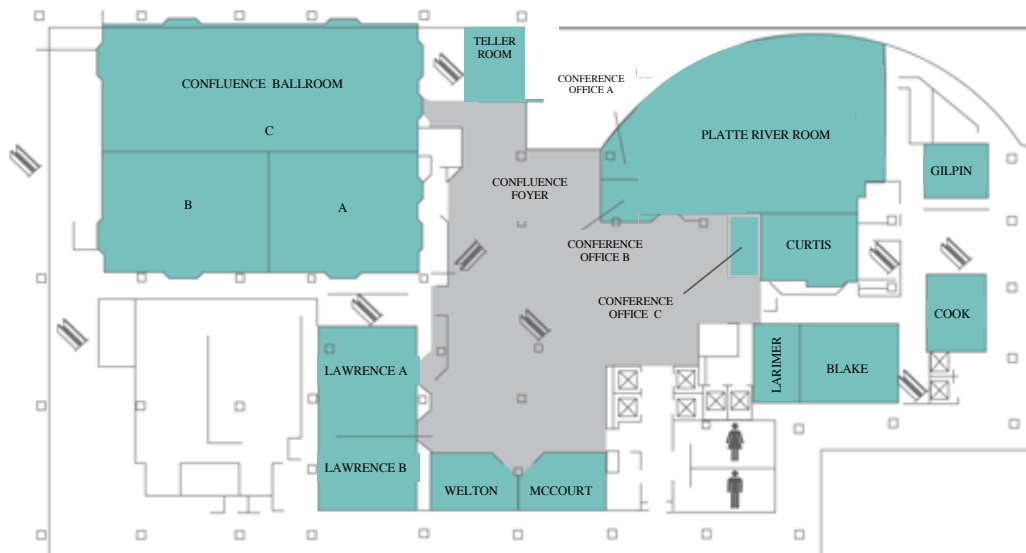 TELLER
ROOM
CONFLUENCE BALLROOM
CONFERENCE
OFFICE A
C
PLATTE RIVER ROOM
GILPIN
CONFLUENCE
FOYER
B
A
CONFERENCE
OFFICE B
CURTIS
CONFERENCE
OFFICE C
COOK
LAWRENCE A
LARIMER
BLAKE
LAWRENCE B
WELTON
MCCOURT